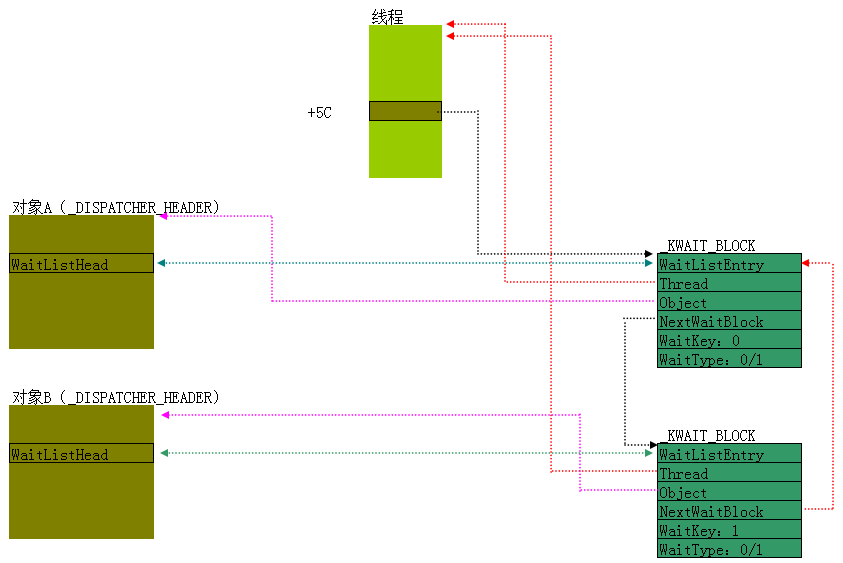 线程
+5C
对象A（_DISPATCHER_HEADER）
WaitListHead
_KWAIT_BLOCK
WaitListEntry
Thread
Object
NextWaitBlock
WaitKey：0
WaitType：0/1
对象B（_DISPATCHER_HEADER）
WaitListHead
_KWAIT_BLOCK
WaitListEntry
Thread
Object
NextWaitBlock
WaitKey：1
WaitType：0/1